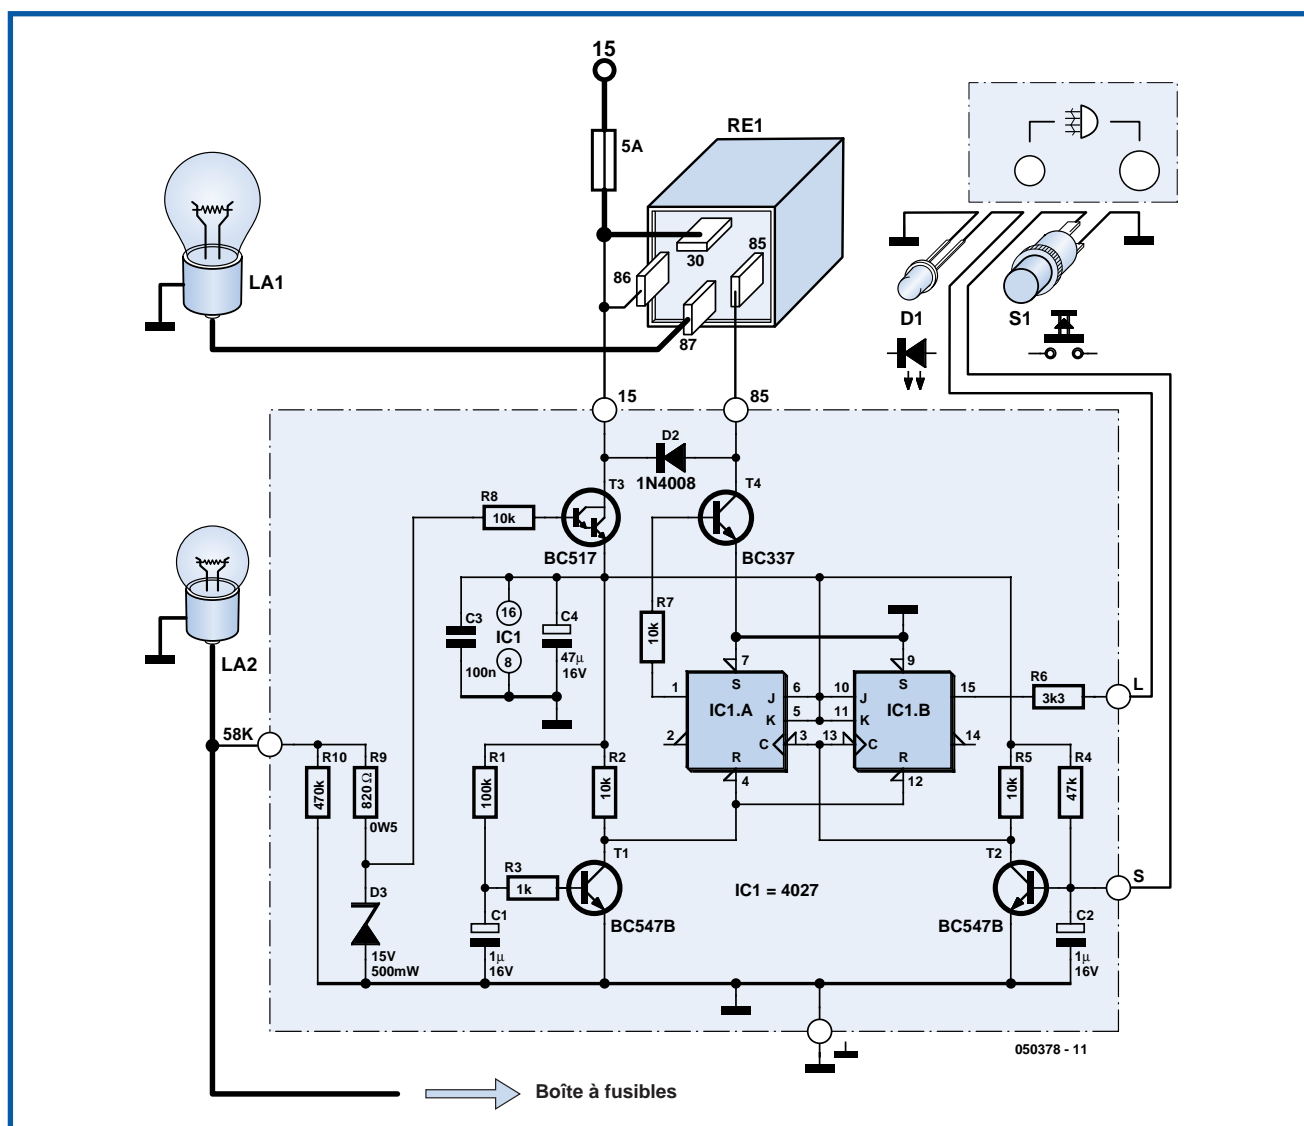 15
5A
RE1
30
85
86
87
LA1
D1
S1
15
85
D2
1N4008
T3
T4
R8
10k
BC517
BC337
LA2
58K
R10
470k
R9
820Ω
0W5
D3
15V
500mW
C3
100n
16
IC1
8
C4
47μ
16V
R7
10k
7
S
1
IC1.A
J
6
K
5
2
C
3
R
4
9
S
10
J
IC1.B
15
11
K
13
C
14
R
12
R6
3k3
L
R1
100k
R2
10k
R5
10k
R4
47k
R3
1k
T1
BC547B
C1
1μ
16V
IC1 = 4027
T2
BC547B
S
C2
1μ
16V
050378 - 11
Boîte à fusibles